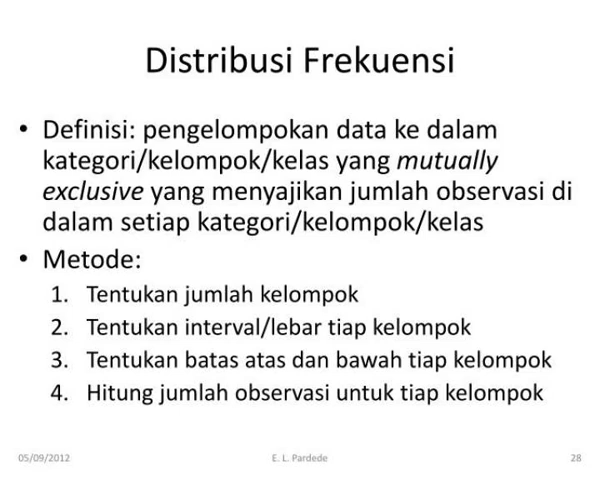 Distribusi Frekuensi
• Definisi: pengelompokan data ke dalam
kategori/kelompok/kelas yang mutually
exclusive yang menyajikan jumlah observasi di
dalam setiap kategori/kelompok/kelas
• Metode:
1. Tentukan jumlah kelompok
2. Tentukan interval/lebar tiap kelompok
3. Tentukan batas atas dan bawah tiap kelompok
4. Hitung jumlah observasi untuk tiap kelompok
05/09/2012 E. L. Pardede 28